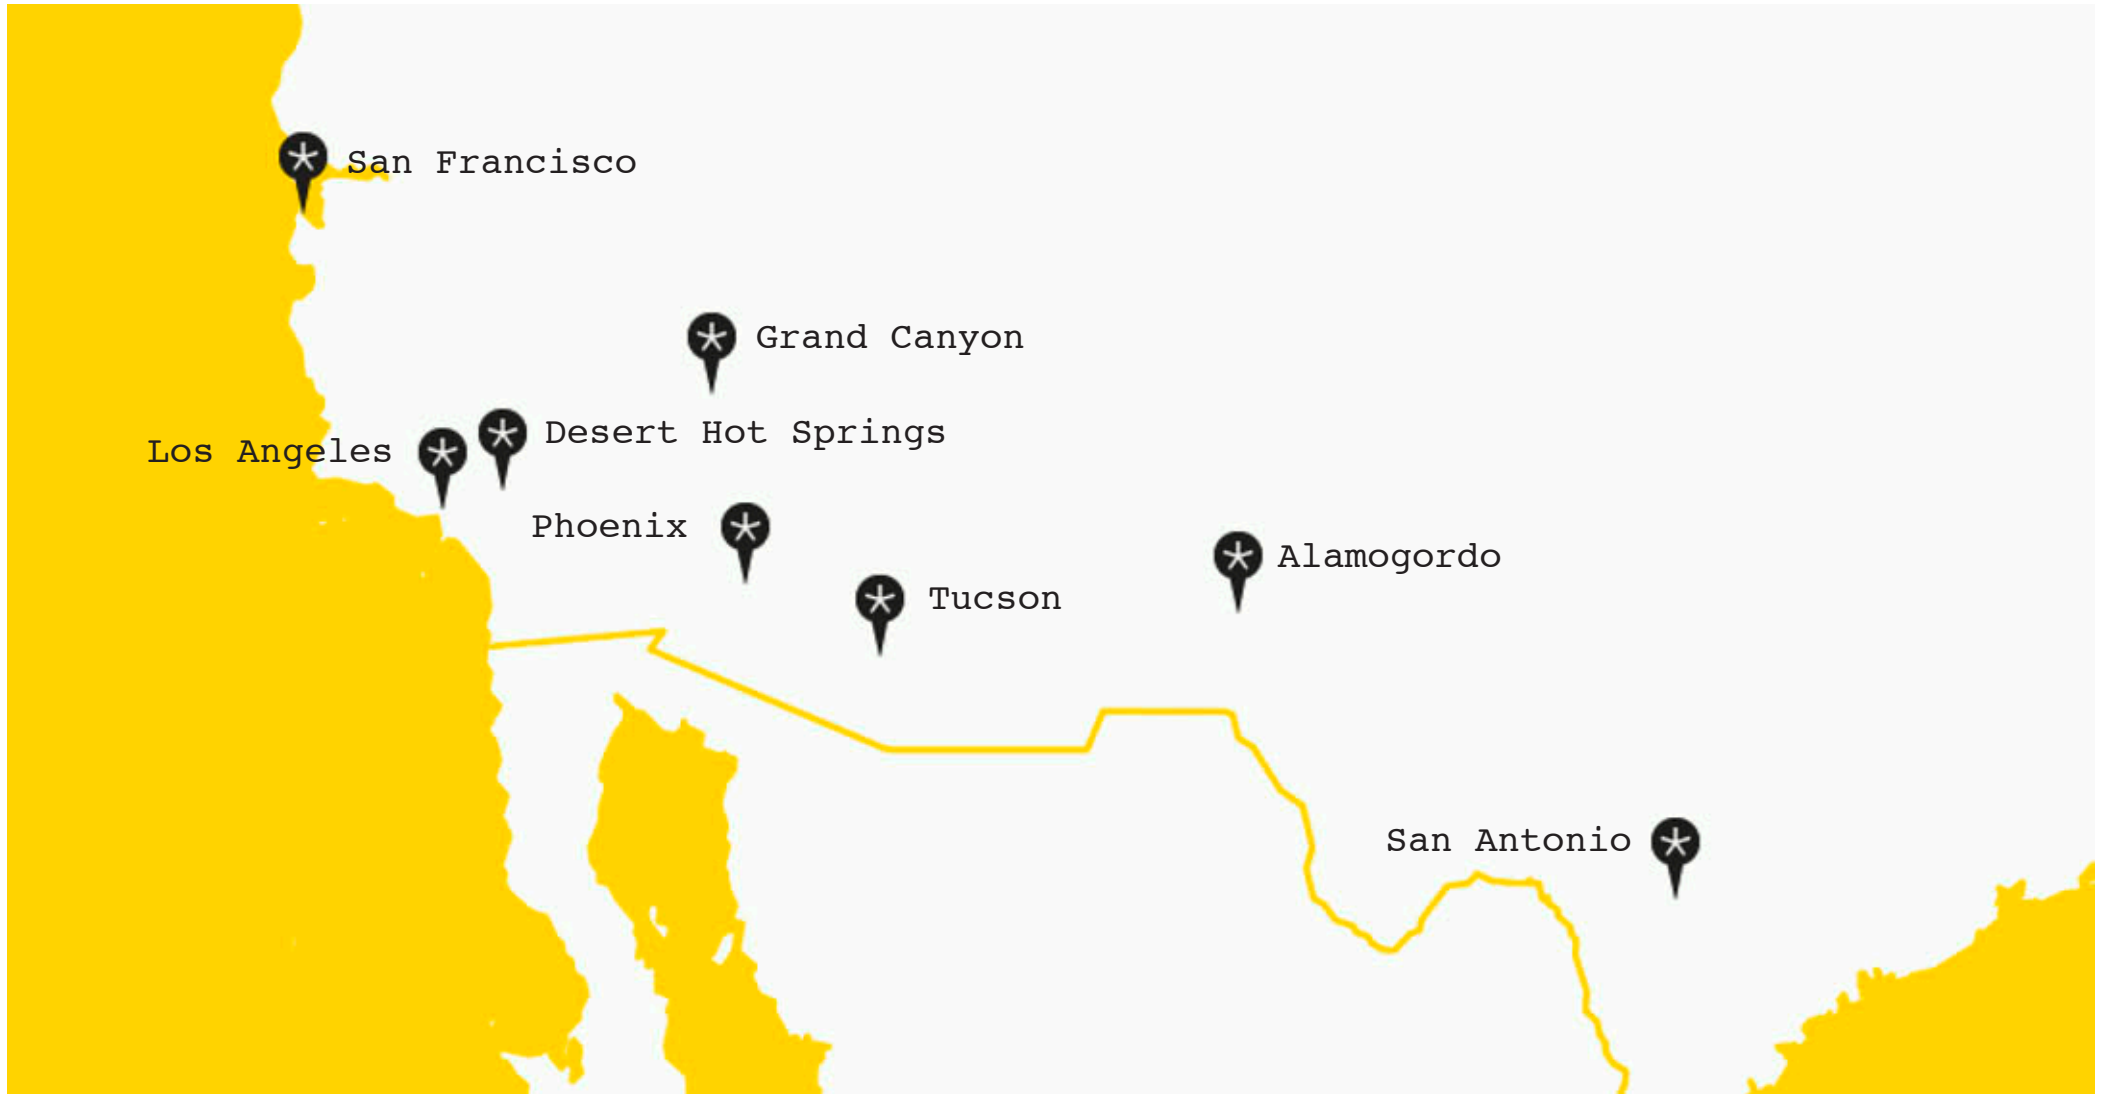 San Francisco
Grand Canyon
Desert Hot Springs
Los Angeles
Phoenix
Alamogordo
Tucson
San Antonio